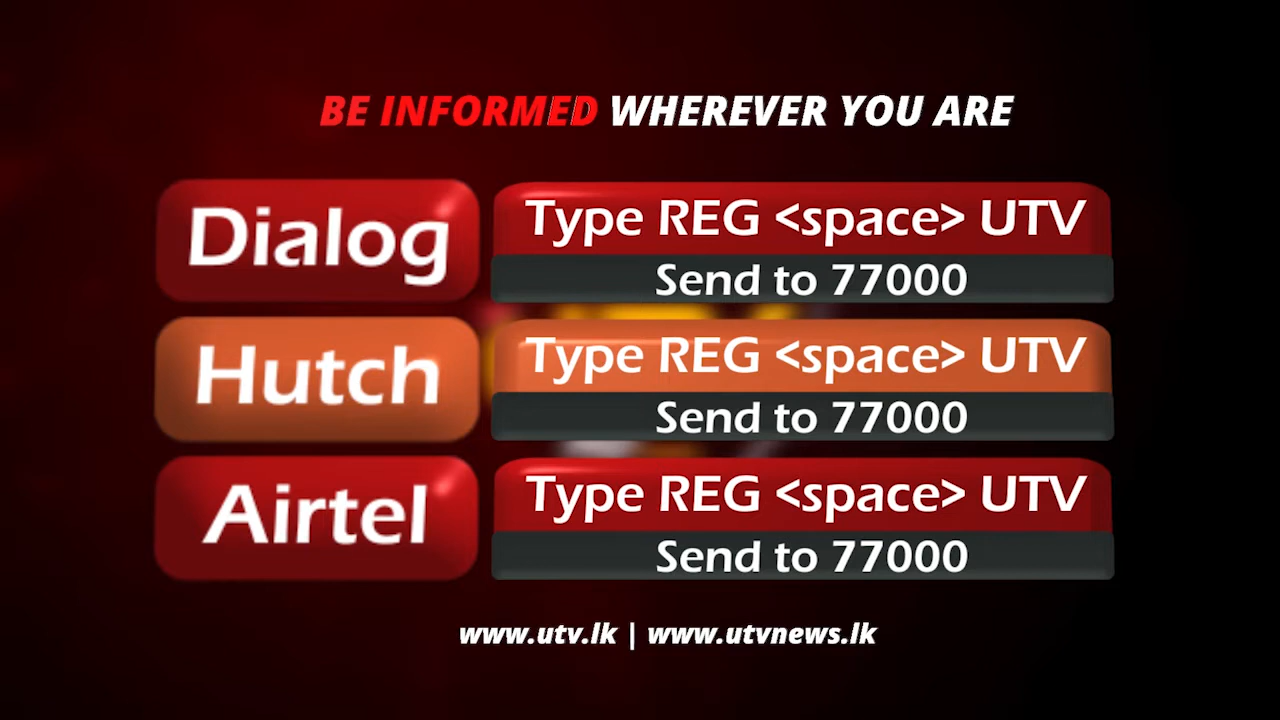 BE INFORMED WHEREVER YOU ARE
Dialog
Type REG <space> UTV
Send to 77000
Hutch
Type REG <space> UTV
Send to 77000
Airtel
Type REG <space> UTV
Send to 77000
www.utv.lk | www.utvnews.lk